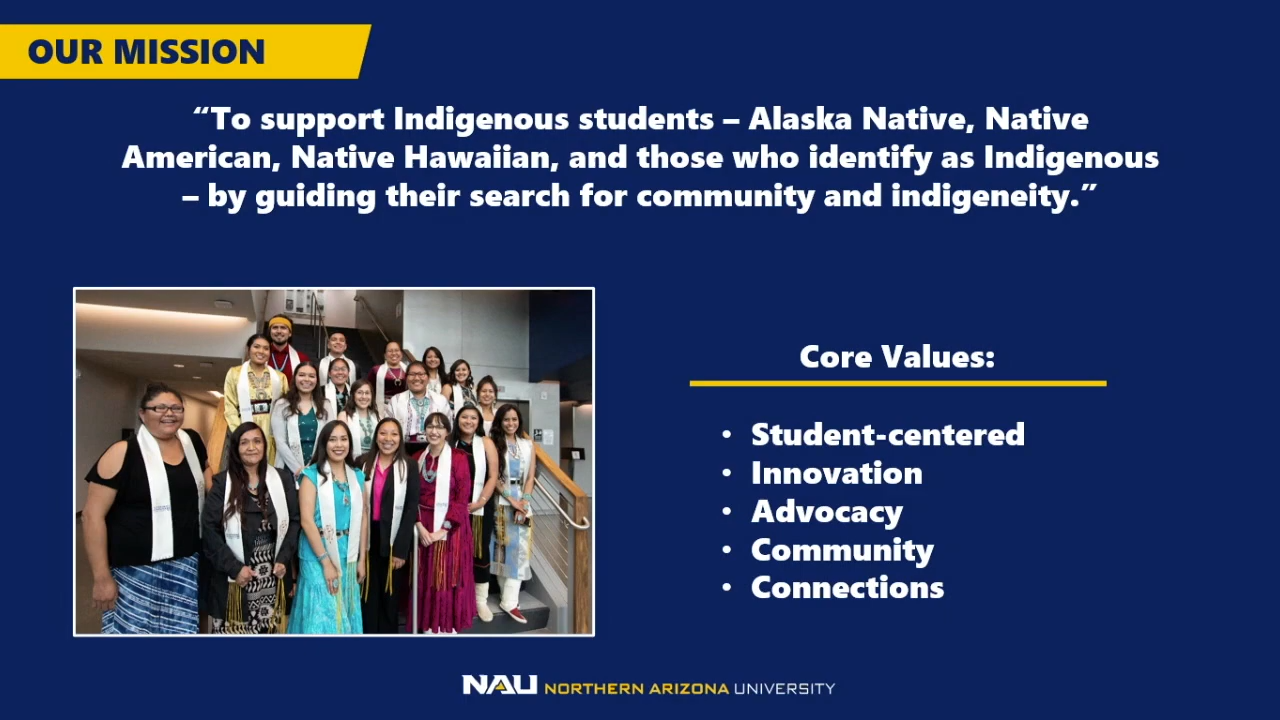 OUR MISSION
“To support Indigenous students – Alaska Native, Native
American, Native Hawaiian, and those who identify as Indigenous
– by guiding their search for community and indigeneity.”
Core Values:
• Student-centered
• Innovation
• Advocacy
• Community
• Connections
NAU NORTHERN ARIZONA UNIVERSITY